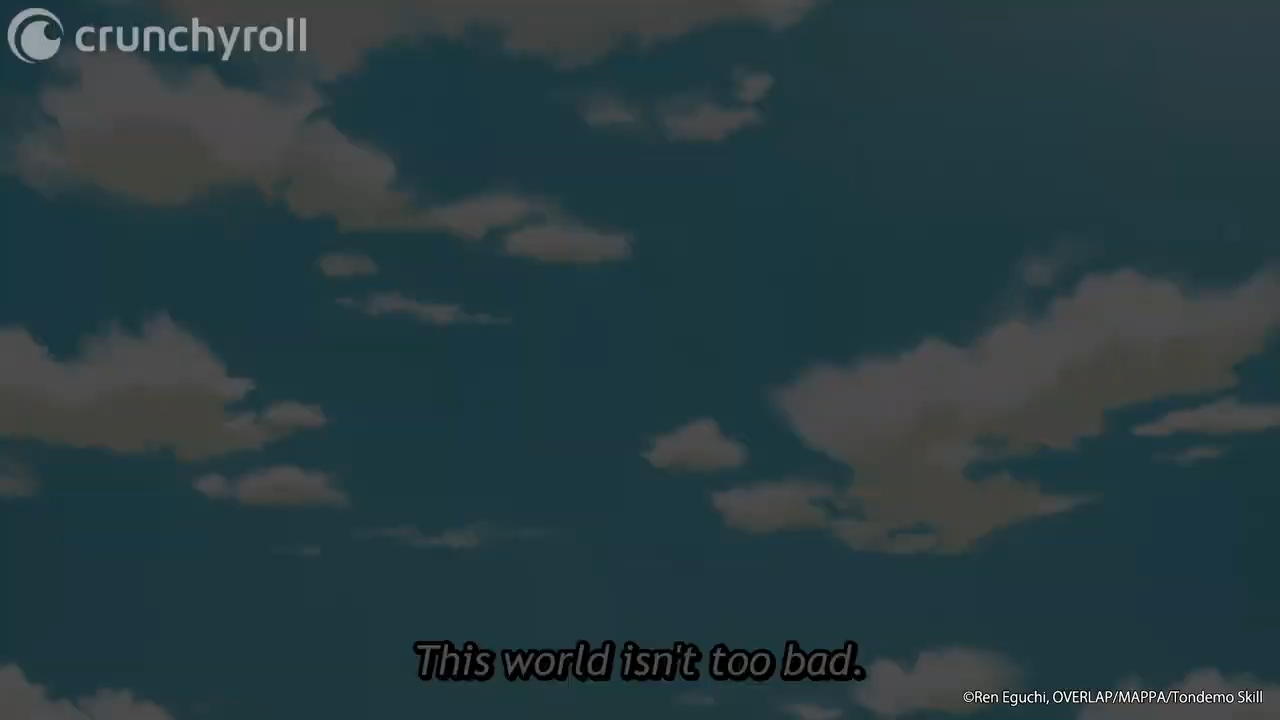 crunchyroll
This world isn't too bad.
©Ren Eguchi, OVERLAP/MAPPA/Tondemo Skill